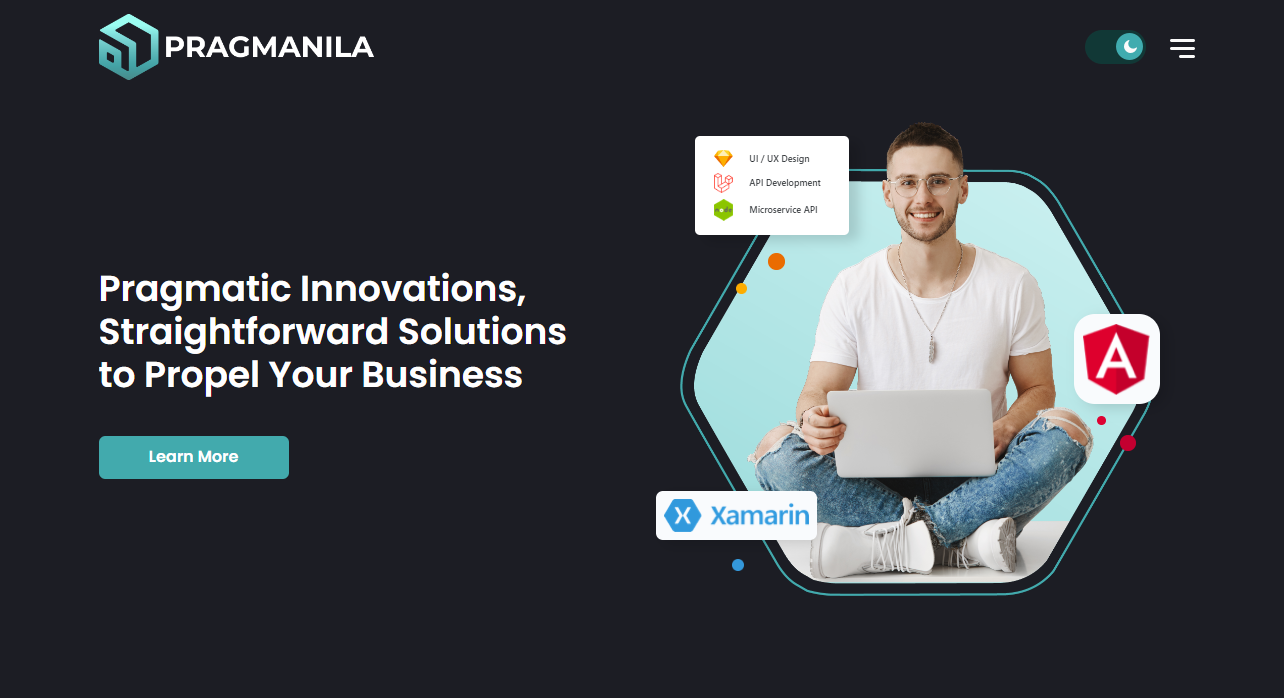 PRAGMANILA
UI / UX Design
API Development
Microservice API
Pragmatic Innovations,
Straightforward Solutions
to Propel Your Business
Learn More
A
Xamarin